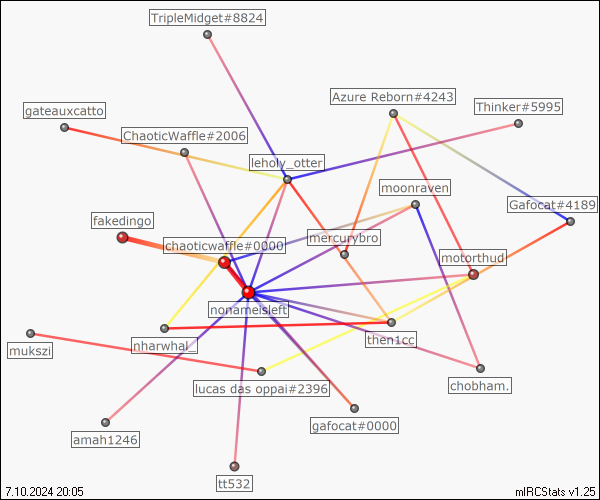 TripleMidget#8824
Azure Reborn#4243
Thinker#5995
gateauxcatto
ChaoticWaffle#2006
leholy_otter
moonraven
Gafocat#4189
fakedingo
chaoticwaffle#0000
mercurybro
motorthud
nonameisleft
nharwhal_
then1cc
mukszi
lucas das oppai#2396
chobham.
gafocat#0000
amah1246
tt532
7.10.2024 20:05
mIRCStats v1.25